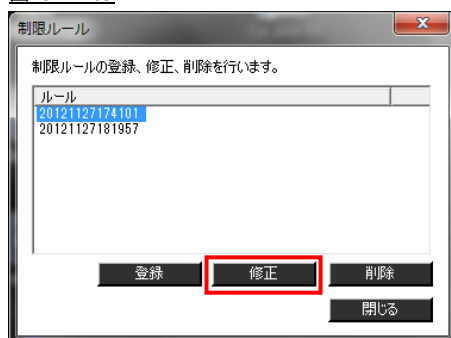 制限ルール
制限ルールの登録、修正、削除を行います。
ルール
20121127174101
20121127181957
登録 修正 削除
閉じる